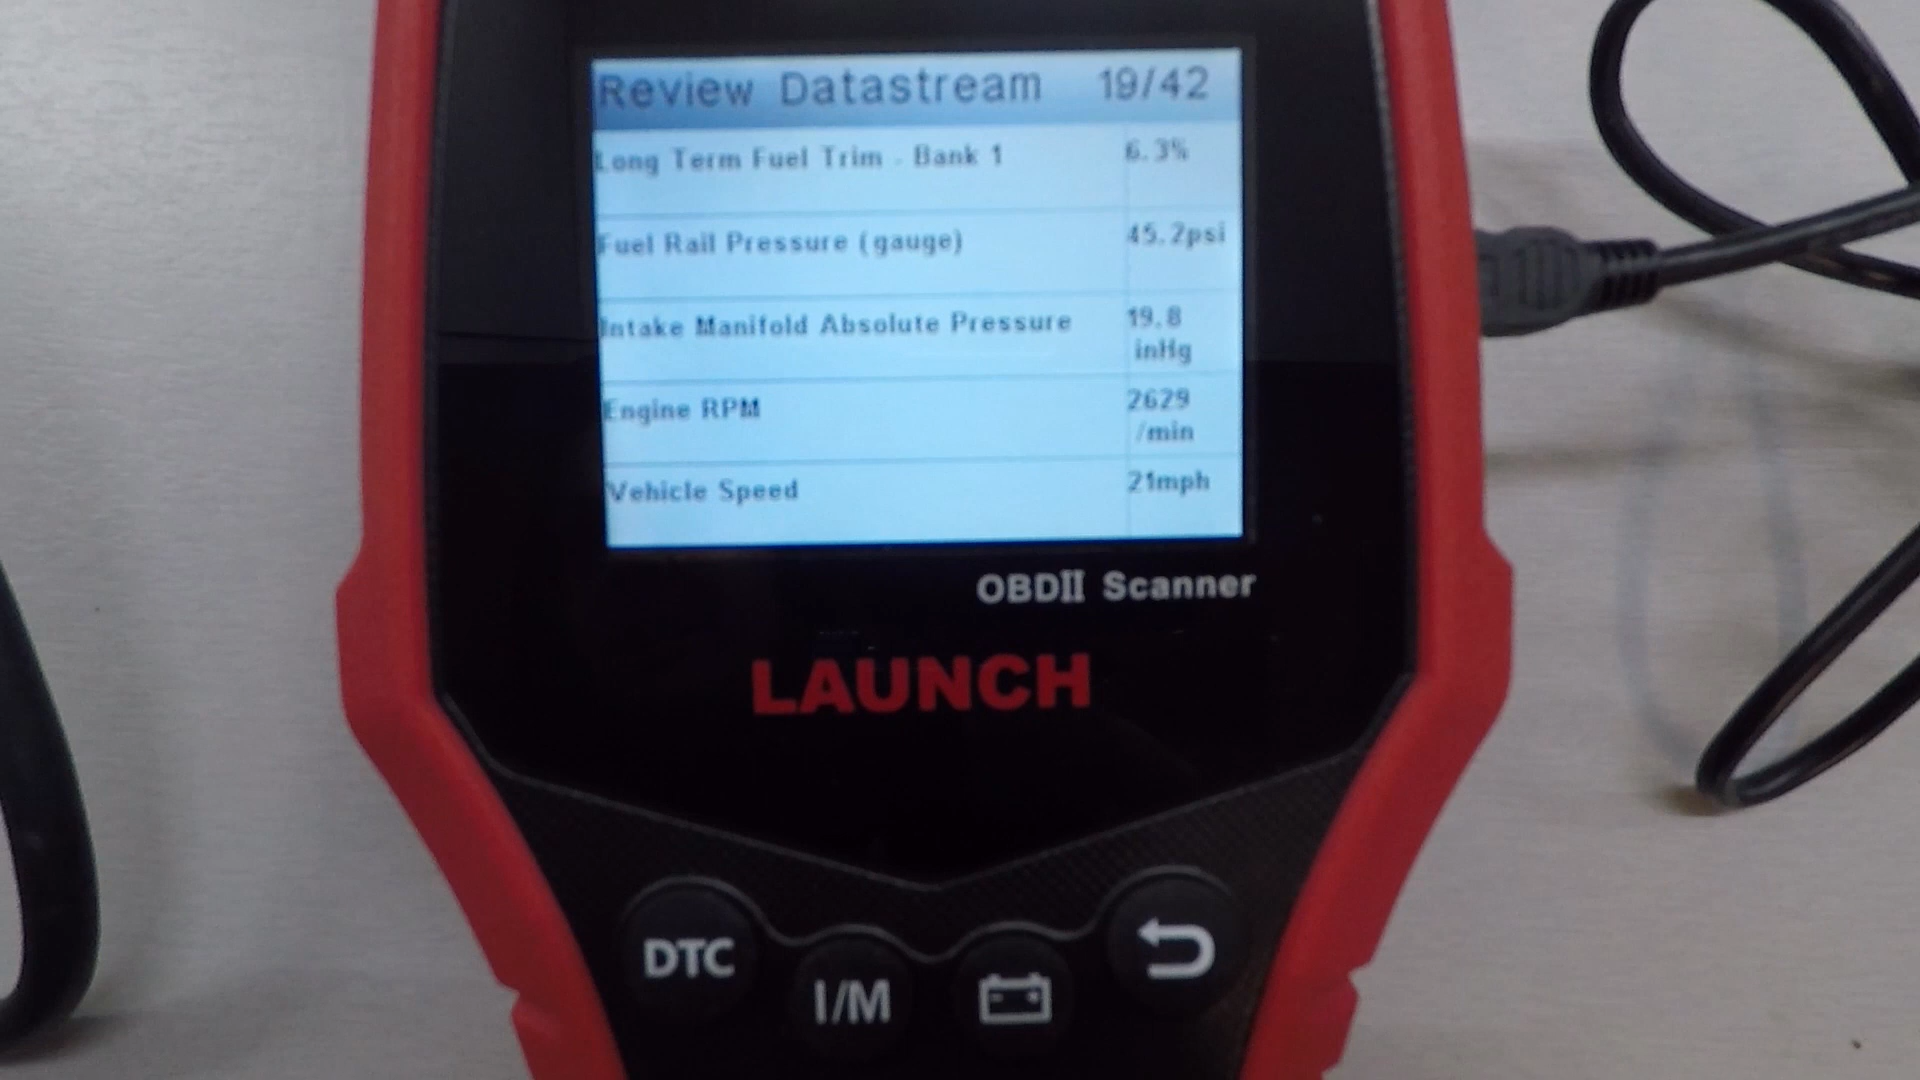 Review Datastream 19/42
Long Term Fuel Trim - Bank 1 6.3%
Fuel Rail Pressure (gauge) 45.2psi
Intake Manifold Absolute Pressure 19.8
inHg
Engine RPM 2629
/min
Vehicle Speed 21mph
OBDII Scanner
LAUNCH
DTC
I/M